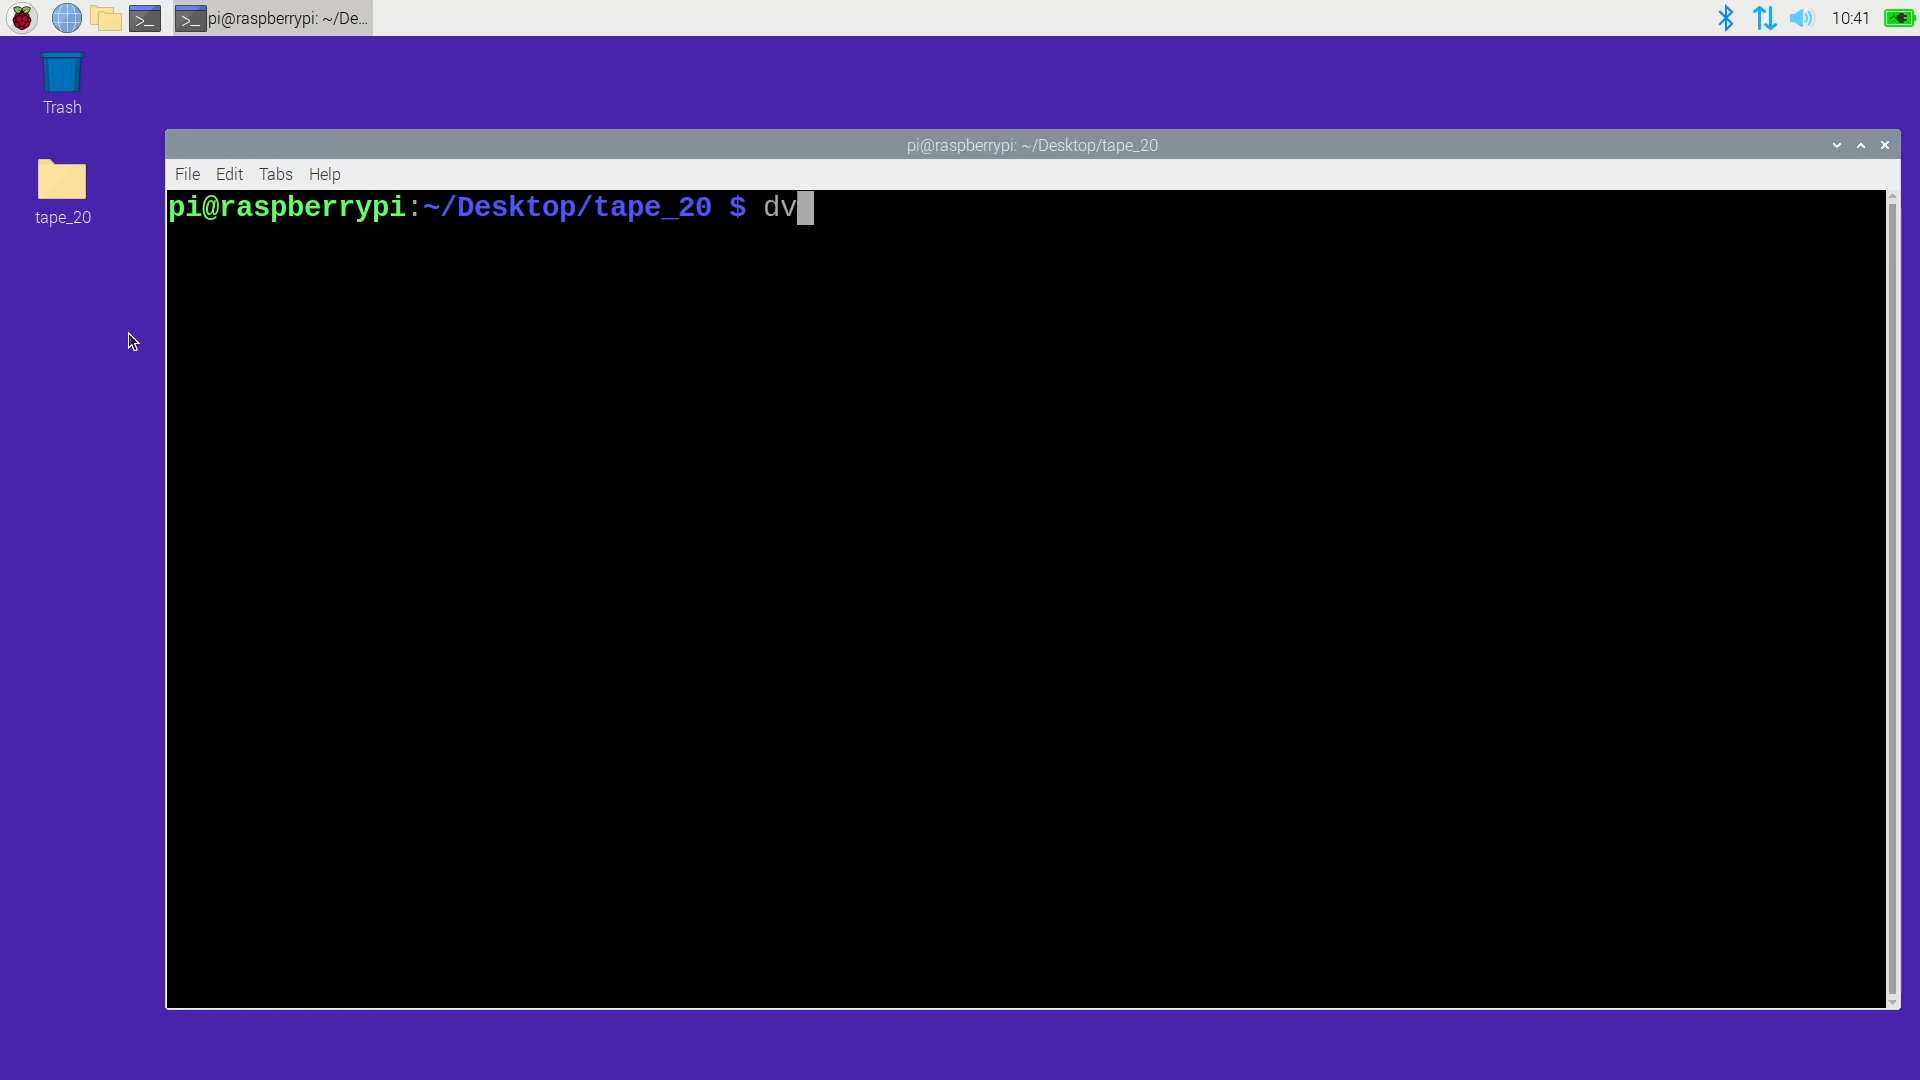 pi@raspberrypi: ~/De...
10:41
Trash
tape_20
pi@raspberrypi: ~/Desktop/tape_20
File Edit Tabs Help
pi@raspberrypi:~/Desktop/tape_20 $ dv